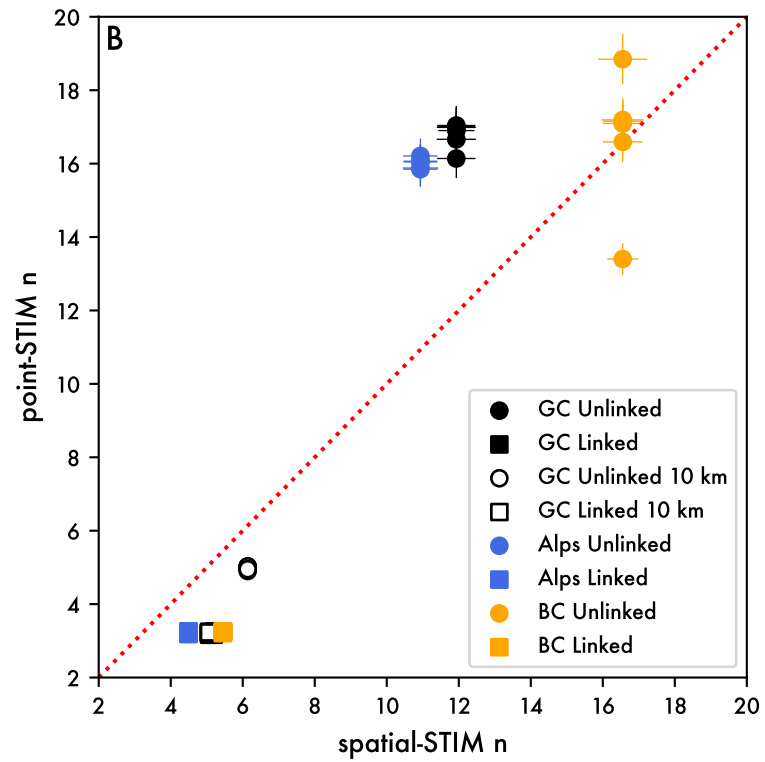 B
20
18
16
14
12
10
8
6
4
2
point-STIM n
GC Unlinked
GC Linked
GC Unlinked 10 km
GC Linked 10 km
Alps Unlinked
Alps Linked
BC Unlinked
BC Linked
2 4 6 8 10 12 14 16 18 20
spatial-STIM n